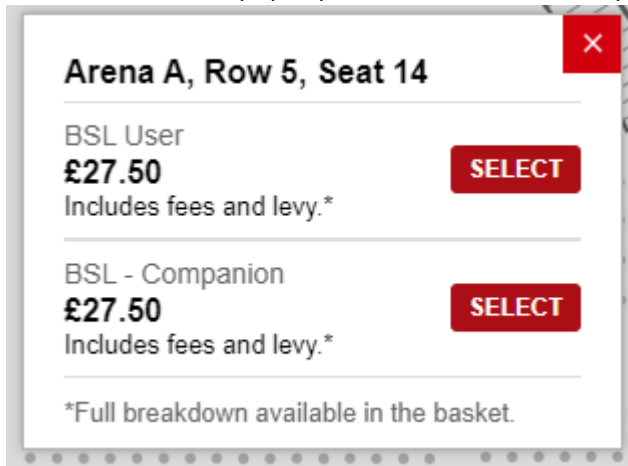 Arena A, Row 5, Seat 14
×
BSL User
£27.50
SELECT
Includes fees and levy.*
BSL - Companion
£27.50
SELECT
Includes fees and levy.*
*Full breakdown available in the basket.